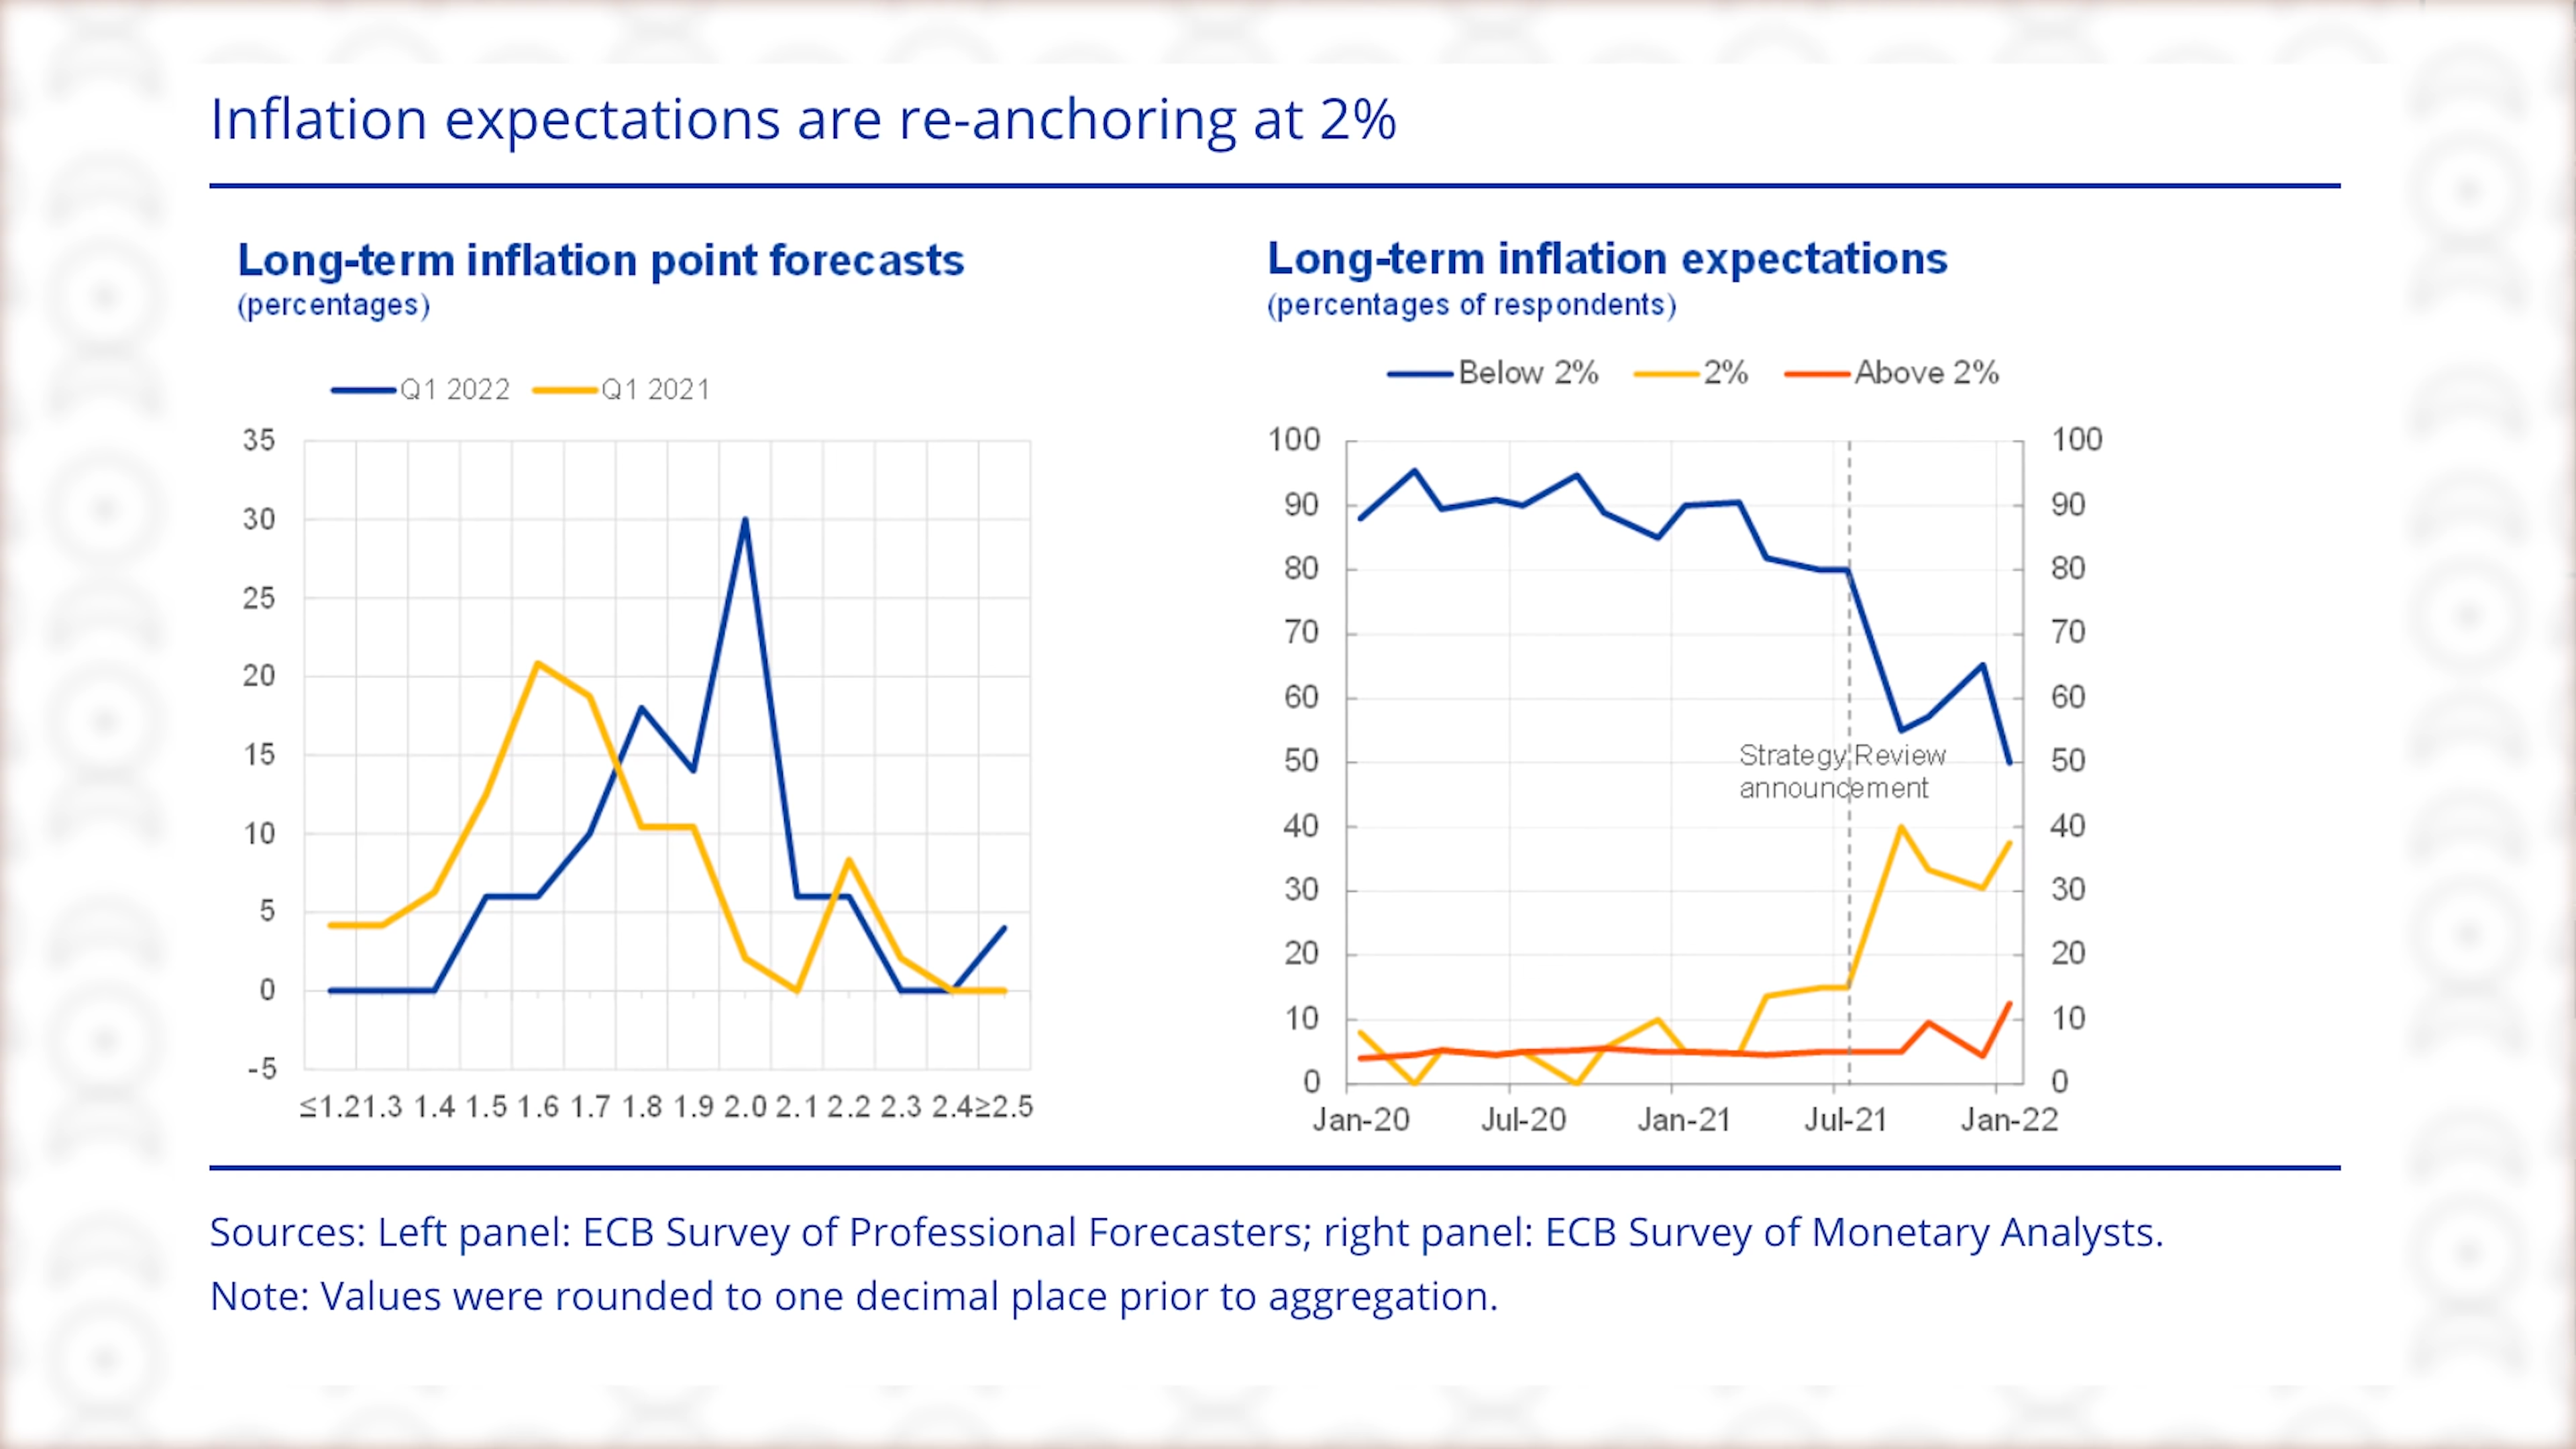 Inflation expectations are re-anchoring at 2%
Long-term inflation point forecasts
(percentages)
Q1 2022 Q1 2021
35
30
25
20
15
10
5
0
-5
≤1.2 1.3 1.4 1.5 1.6 1.7 1.8 1.9 2.0 2.1 2.2 2.3 2.4 ≥2.5
Long-term inflation expectations
(percentages of respondents)
Below 2% 2% Above 2%
100 100
90 90
80 80
70 70
60 60
Strategy Review
50 50
announcement
40 40
30 30
20 20
10 10
0 0
Jan-20 Jul-20 Jan-21 Jul-21 Jan-22
Sources: Left panel: ECB Survey of Professional Forecasters; right panel: ECB Survey of Monetary Analysts.
Note: Values were rounded to one decimal place prior to aggregation.